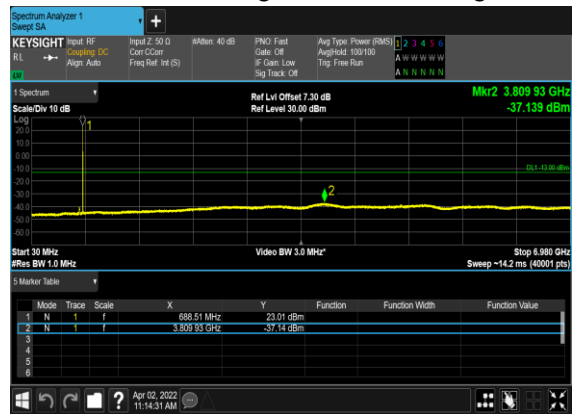 Spectrum Analyzer 1
Swept SA
+
KEYSIGHT Input: RF Input Z: 50 Ω #Atten: 40 dB PNO: Fast Avg Type: Power (RMS) 1 2 3 4 5 6
RL Coupling: DC Corr CCorr Gate: Off Avg|Hold: 100/100 A W W W W W
Align: Auto Freq Ref: Int (S) IF Gain: Low Trig: Free Run
LXI Sig Track: Off A N N N N N
1 Spectrum Ref Lvl Offset 7.30 dB Mkr2 3.809 93 GHz
Scale/Div 10 dB Ref Level 30.00 dBm -37.139 dBm
Log
1
20.0
10.0
0.00
-10.0 DL1 -13.00 dBm
-20.0
-30.0 2
-40.0
-50.0
-60.0
Start 30 MHz Video BW 3.0 MHz* Stop 6.980 GHz
#Res BW 1.0 MHz Sweep ~14.2 ms (40001 pts)
5 Marker Table
Mode Trace Scale X Y Function Function Width Function Value
1 N 1 f 688.51 MHz 23.01 dBm
2 N 1 f 3.809 93 GHz -37.14 dBm
3
4
5
6
? Apr 02, 2022
11:14:31 AM